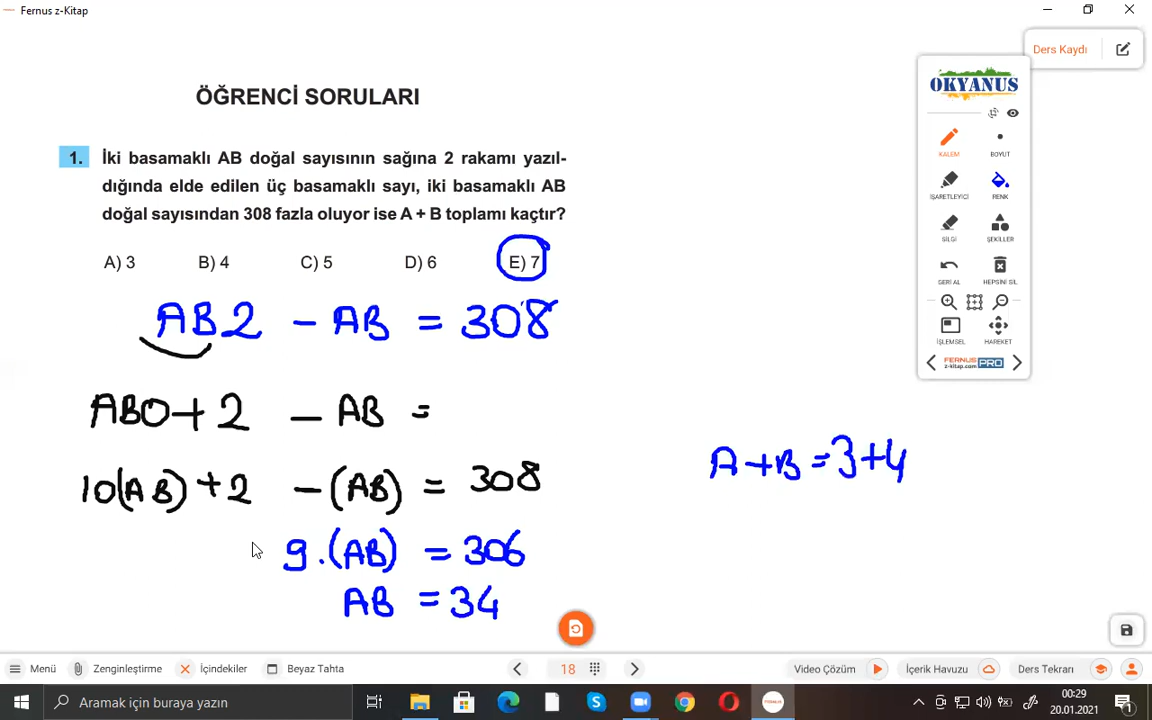 Fernus z-Kitap
Ders Kaydı
OKYANUS
KALEM
BOYUT
İŞARETLEYİCİ
RENK
SİLGİ
ŞEKİLLER
GERİ AL
HEPSİNİ SİL
İŞLEMSEL
HAREKET
FERNUS z-kitap.com PRO
ÖĞRENCİ SORULARI
1. İki basamaklı AB doğal sayısının sağına 2 rakamı yazıl-
dığında elde edilen üç basamaklı sayı, iki basamaklı AB
doğal sayısından 308 fazla oluyor ise A + B toplamı kaçtır?
A) 3 B) 4 C) 5 D) 6 E) 7
AB2 - AB = 308
AB0+2 - AB =
10(AB)+2 -(AB) = 308
9.(AB) = 306
AB = 34
A+B=3+4
Menü Zenginleştirme İçindekiler Beyaz Tahta 18 Video Çözüm İçerik Havuzu Ders Tekrarı
Aramak için buraya yazın
00:29
20.01.2021
1